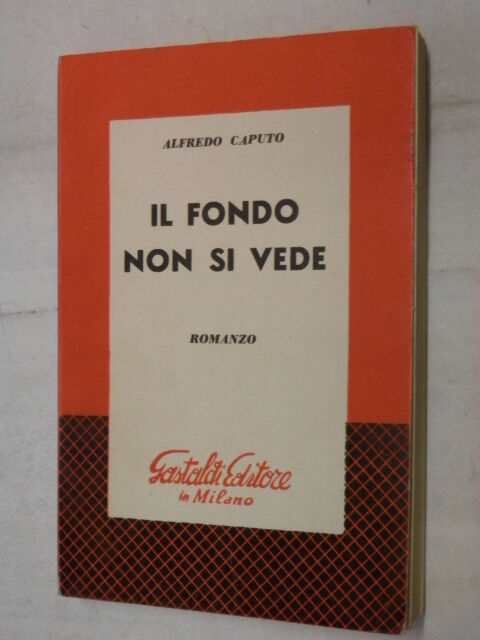 ALFREDO CAPUTO
IL FONDO
NON SI VEDE
ROMANZO
Gastaldi Editore
in Milano